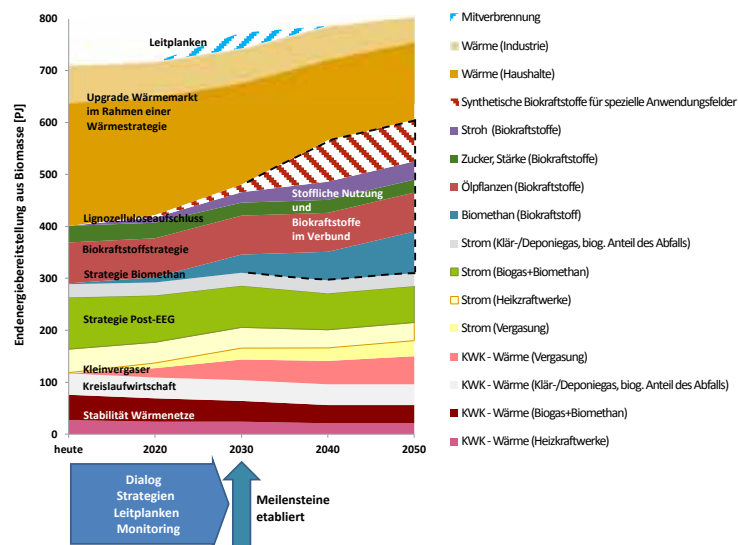 Endenergiebereitstellung aus Biomasse [PJ]
800
700
600
500
400
300
200
100
0
heute
2020
2030
2040
2050
Leitplanken
Upgrade Wärmemarkt
im Rahmen einer
Wärmestrategie
Lignozelluloseaufschluss
Biokraftstoffstrategie
Strategie Biomethan
Strategie Post-EEG
Kleinvergaser
Kreislaufwirtschaft
Stabilität Wärmenetze
Stoffliche Nutzung
und
Biokraftstoffe
im Verbund
Mitverbrennung
Wärme (Industrie)
Wärme (Haushalte)
Synthetische Biokraftstoffe für spezielle Anwendungsfelder
Stroh (Biokraftstoffe)
Zucker, Stärke (Biokraftstoffe)
Ölpflanzen (Biokraftstoffe)
Biomethan (Biokraftstoff)
Strom (Klär-/Deponiegas, biog. Anteil des Abfalls)
Strom (Biogas+Biomethan)
Strom (Heikzraftwerke)
Strom (Vergasung)
KWK - Wärme (Vergasung)
KWK - Wärme (Klär-/Deponiegas, biog. Anteil des Abfalls)
KWK - Wärme (Biogas+Biomethan)
KWK - Wärme (Heizkraftwerke)
Dialog
Strategien
Leitplanken
Monitoring
Meilensteine
etabliert